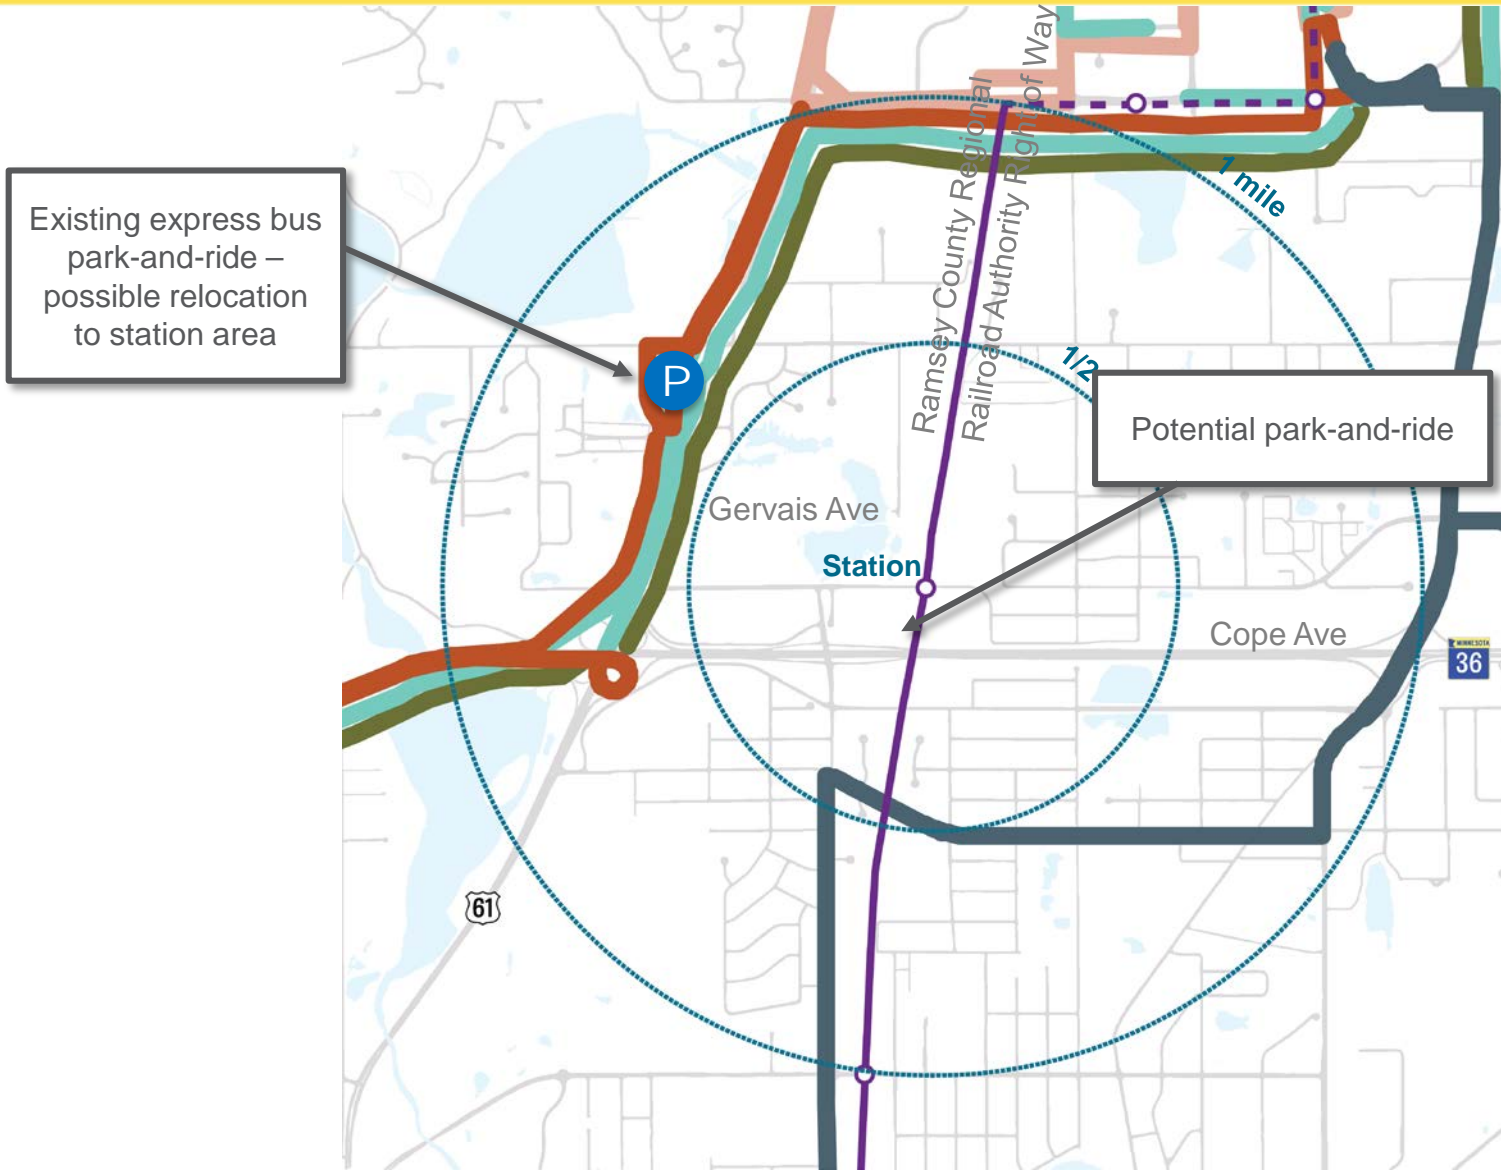 Ramsey County Regional
Railroad Authority Right of Way
1 mile
Existing express bus
park-and-ride –
possible relocation
to station area
P
1/2
Potential park-and-ride
Gervais Ave
Station
Cope Ave
MINNESOTA
36
61